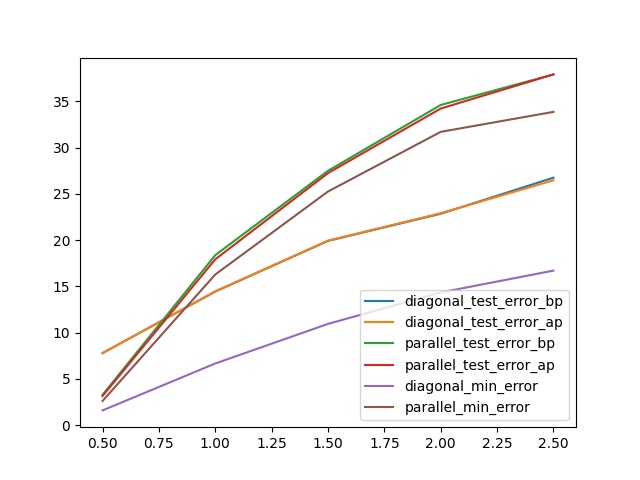 35
30
25
20
15
10
5
0
diagonal_test_error_bp
diagonal_test_error_ap
parallel_test_error_bp
parallel_test_error_ap
diagonal_min_error
parallel_min_error
0.50 0.75 1.00 1.25 1.50 1.75 2.00 2.25 2.50